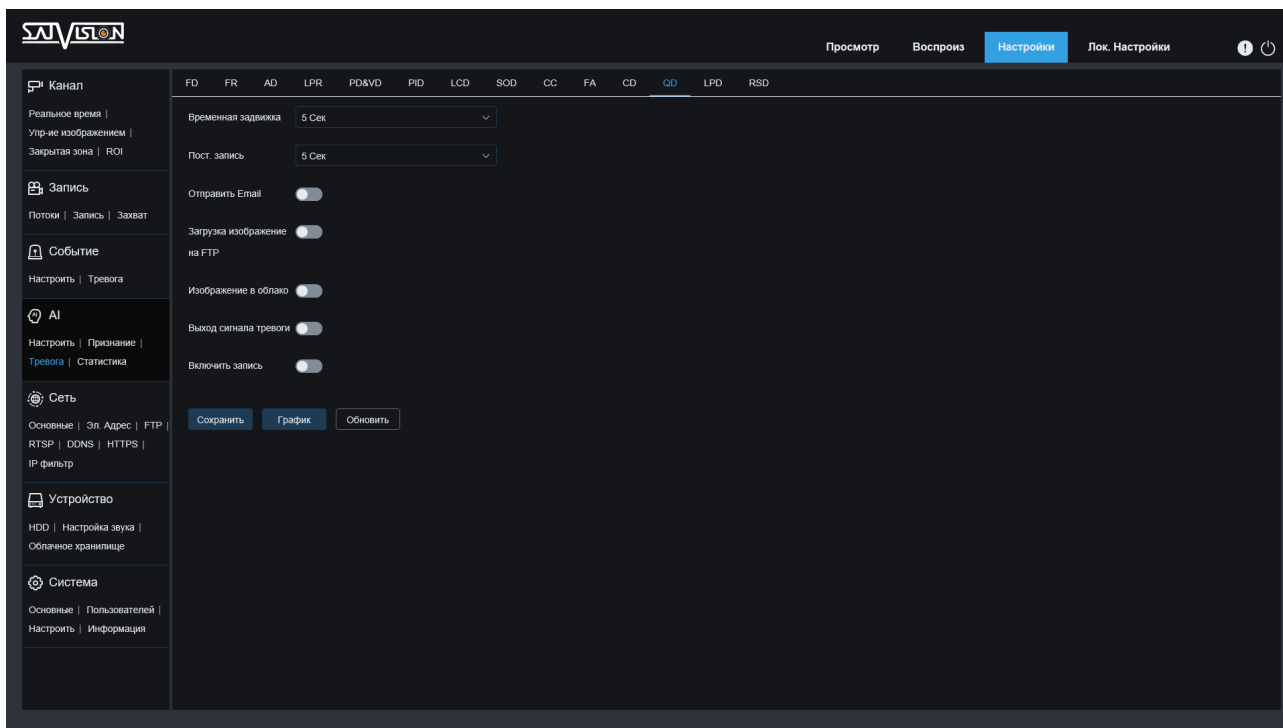 SATVISION
Просмотр Воспроиз Настройки Лок. Настройки
Канал
Реальное время |
Упр-ие изображением |
Закрытая зона | ROI
Запись
Потоки | Запись | Захват
Событие
Настроить | Тревога
AI
Настроить | Признание |
Тревога | Статистика
Сеть
Основные | Эл. Адрес | FTP |
RTSP | DDNS | HTTPS |
IP фильтр
Устройство
HDD | Настройка звука |
Облачное хранилище
Система
Основные | Пользователей |
Настроить | Информация
FD FR AD LPR PD&VD PID LCD SOD CC FA CD QD LPD RSD
Временная задвижка 5 Сек
Пост. запись 5 Сек
Отправить Email
Загрузка изображение
на FTP
Изображение в облако
Выход сигнала тревоги
Включить запись
Сохранить График Обновить